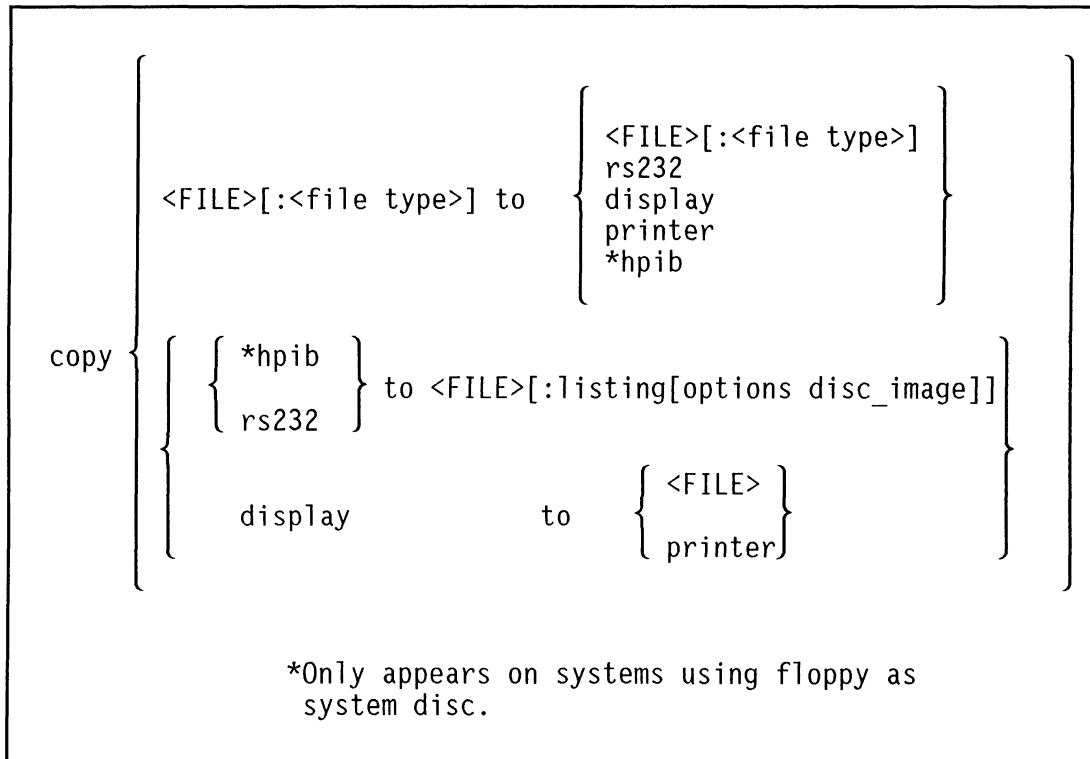 <FILE>[:<file type>]
rs232
<FILE>[:<file type>] to display
printer
*hpib
*hpib
copy to <FILE>[:listing[options disc_image]]
rs232
<FILE>
display to
printer
*Only appears on systems using floppy as
system disc.